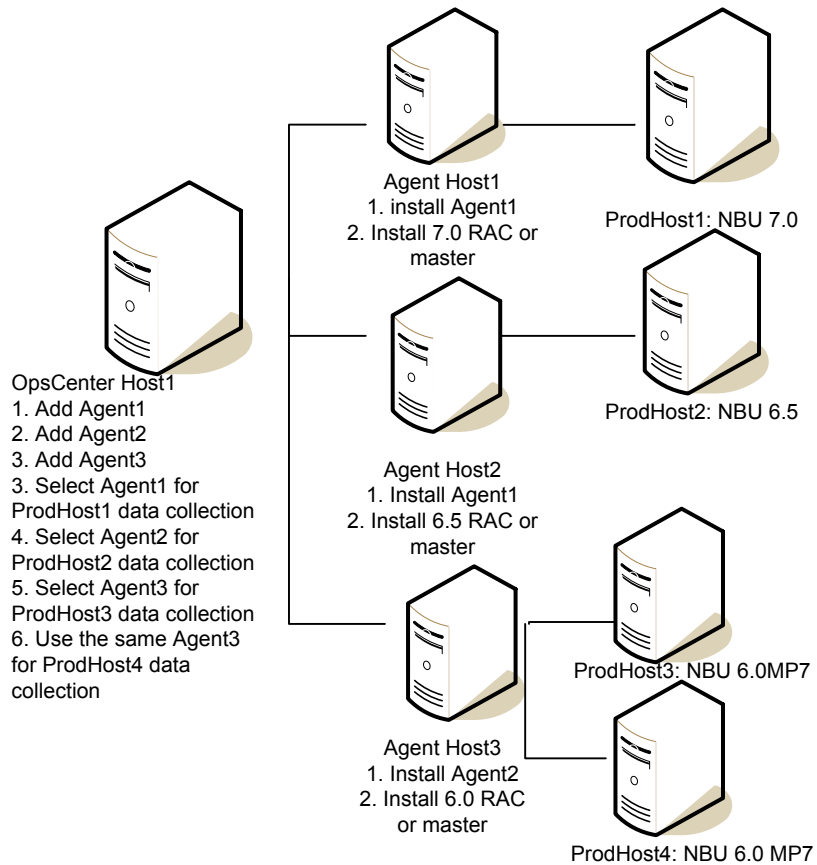 Agent Host1
1. install Agent1
2. Install 7.0 RAC or
master
ProdHost1: NBU 7.0
OpsCenter Host1
1. Add Agent1
2. Add Agent2
3. Add Agent3
3. Select Agent1 for
ProdHost1 data collection
4. Select Agent2 for
ProdHost2 data collection
5. Select Agent3 for
ProdHost3 data collection
6. Use the same Agent3
for ProdHost4 data
collection
Agent Host2
1. Install Agent1
2. Install 6.5 RAC or
master
ProdHost2: NBU 6.5
Agent Host3
1. Install Agent2
2. Install 6.0 RAC
or master
ProdHost3: NBU 6.0MP7
ProdHost4: NBU 6.0 MP7